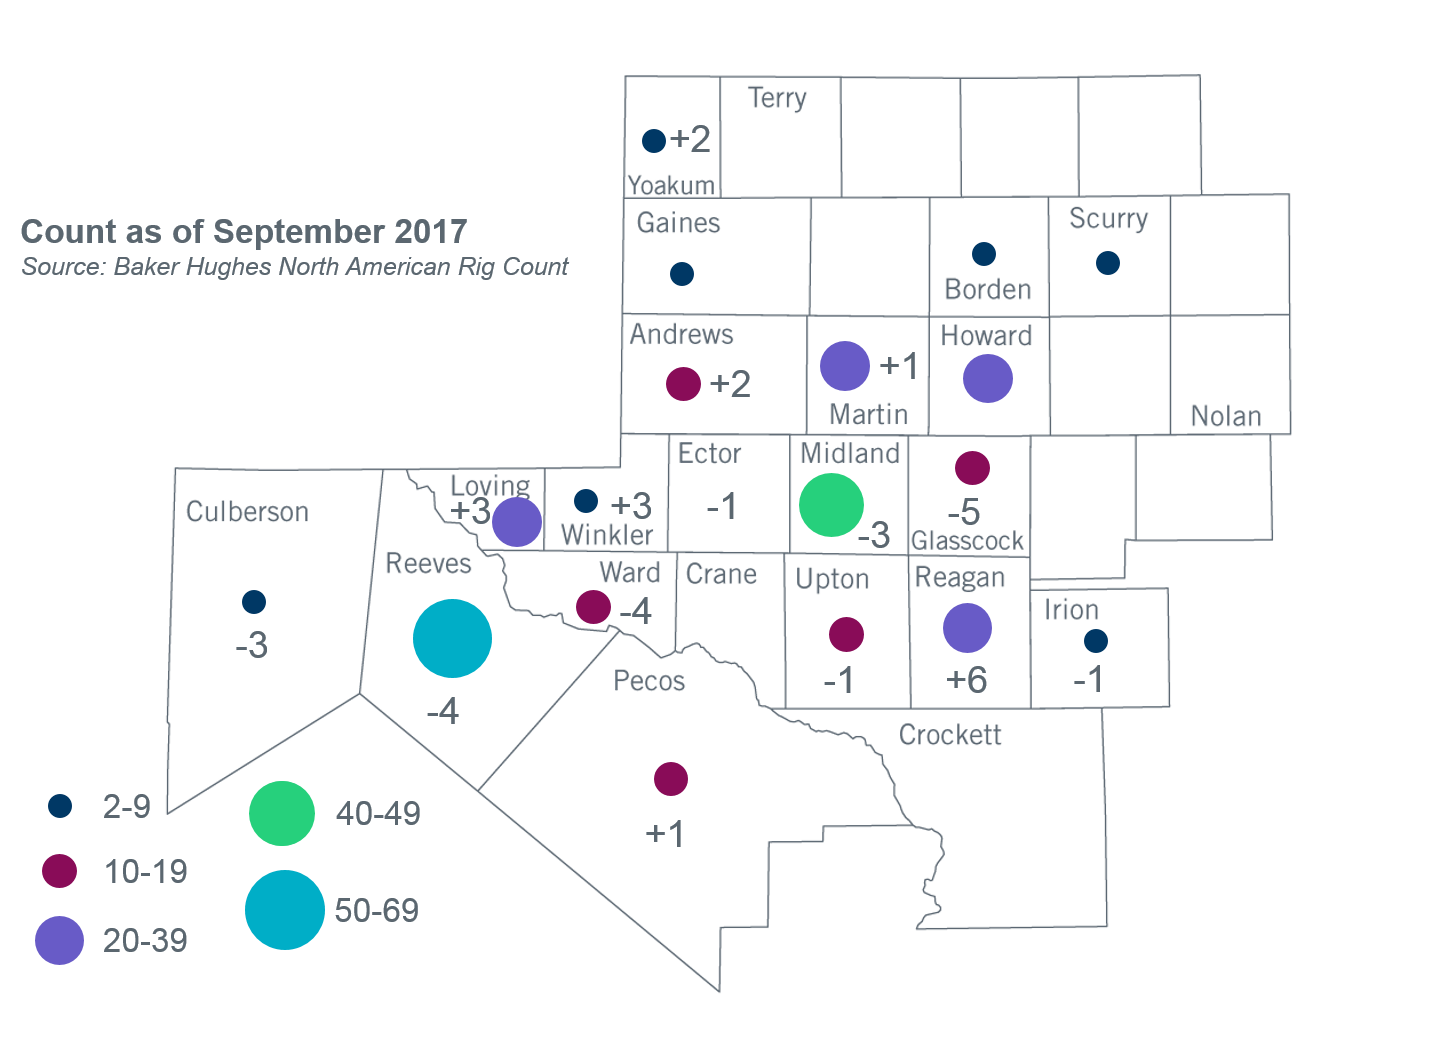 Terry
+2
Yoakum
Count as of September 2017
Source: Baker Hughes North American Rig Count
Gaines
Scurry
Borden
Andrews
+2
+1
Martin
Howard
Nolan
Culberson
-3
Loving
+3
+3
Winkler
Ector
-1
Midland
-3
-5
Glasscock
Reeves
-4
Ward
-4
Crane
Upton
-1
Reagan
+6
Irion
-1
Pecos
+1
Crockett
2-9
10-19
20-39
40-49
50-69